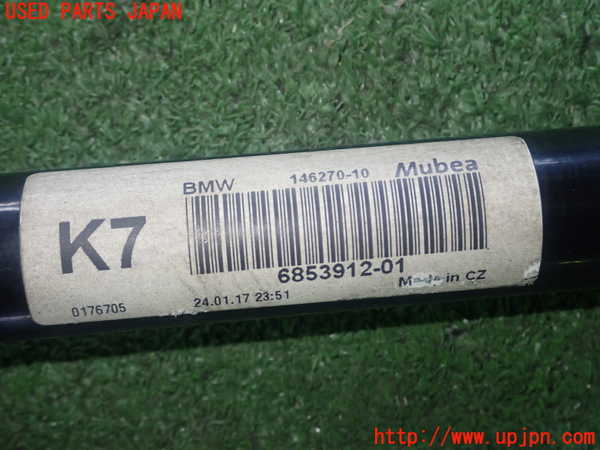 USED PARTS JAPAN
BMW 146270-10 Mubea
K7
6853912-01
Made in CZ
0176705 24.01.17 23:51
http://www.upjpn.com/